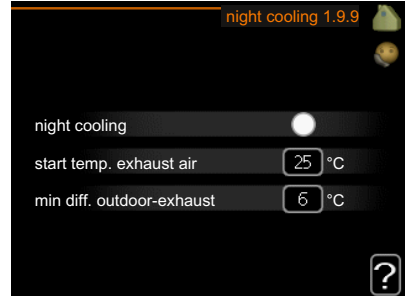 night cooling 1.9.9
night cooling
start temp. exhaust air 25 °C
min diff. outdoor-exhaust 6 °C
?